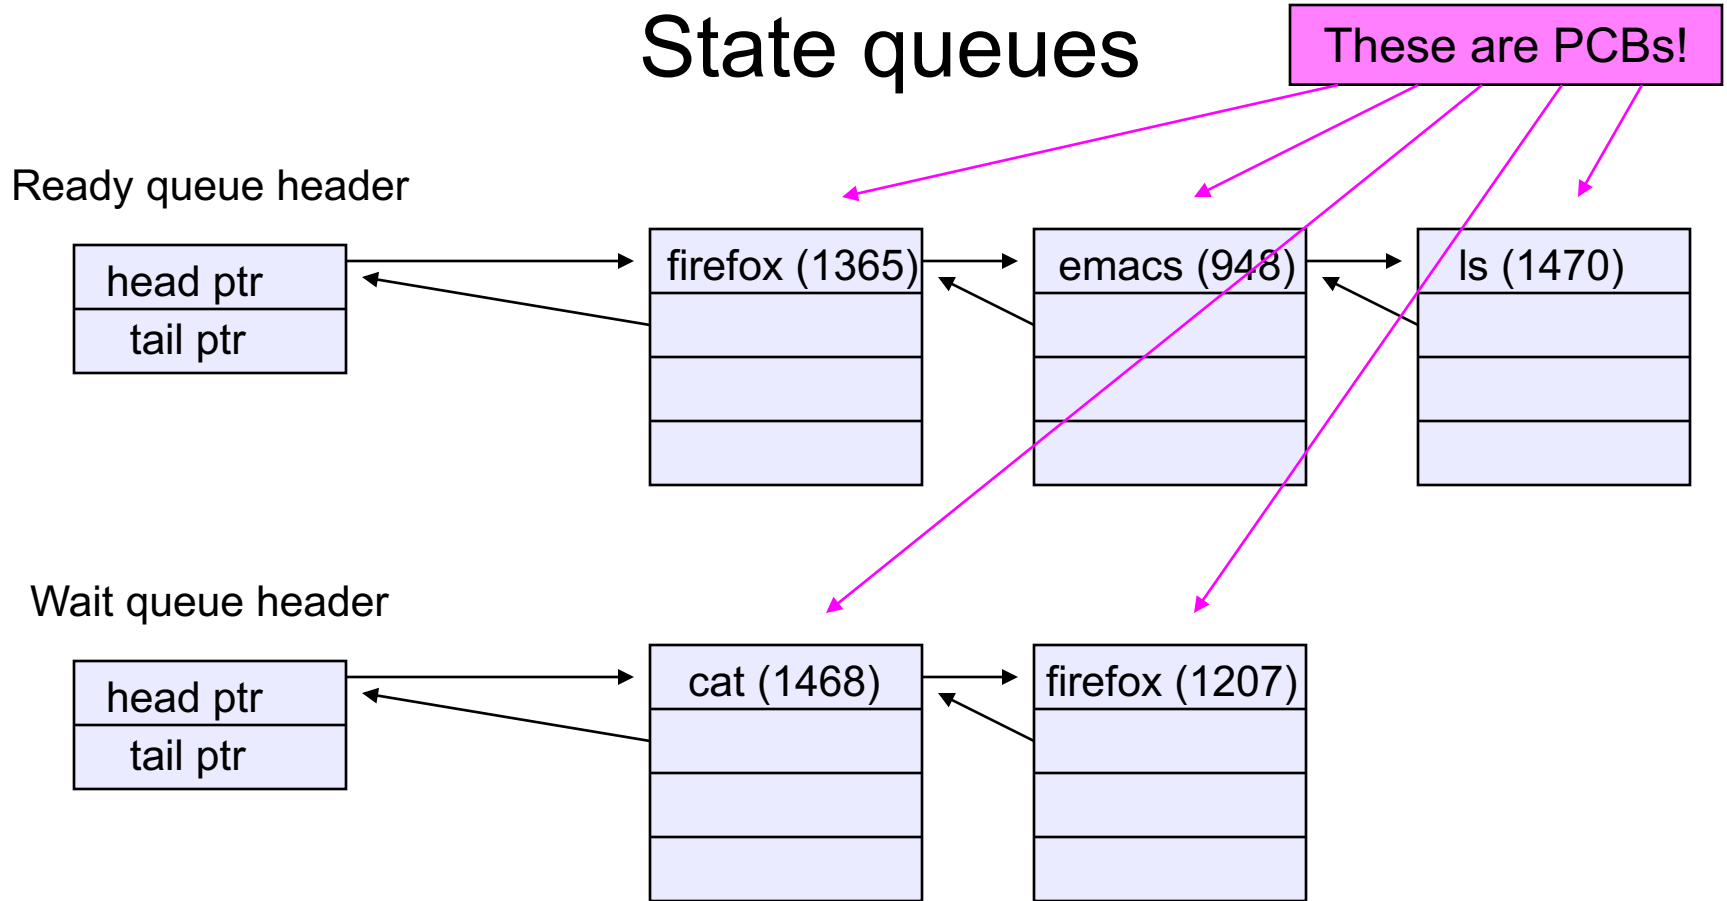 State queues
These are PCBs!
Ready queue header
head ptr
tail ptr
firefox (1365)
emacs (948)
ls (1470)
Wait queue header
head ptr
tail ptr
cat (1468)
firefox (1207)